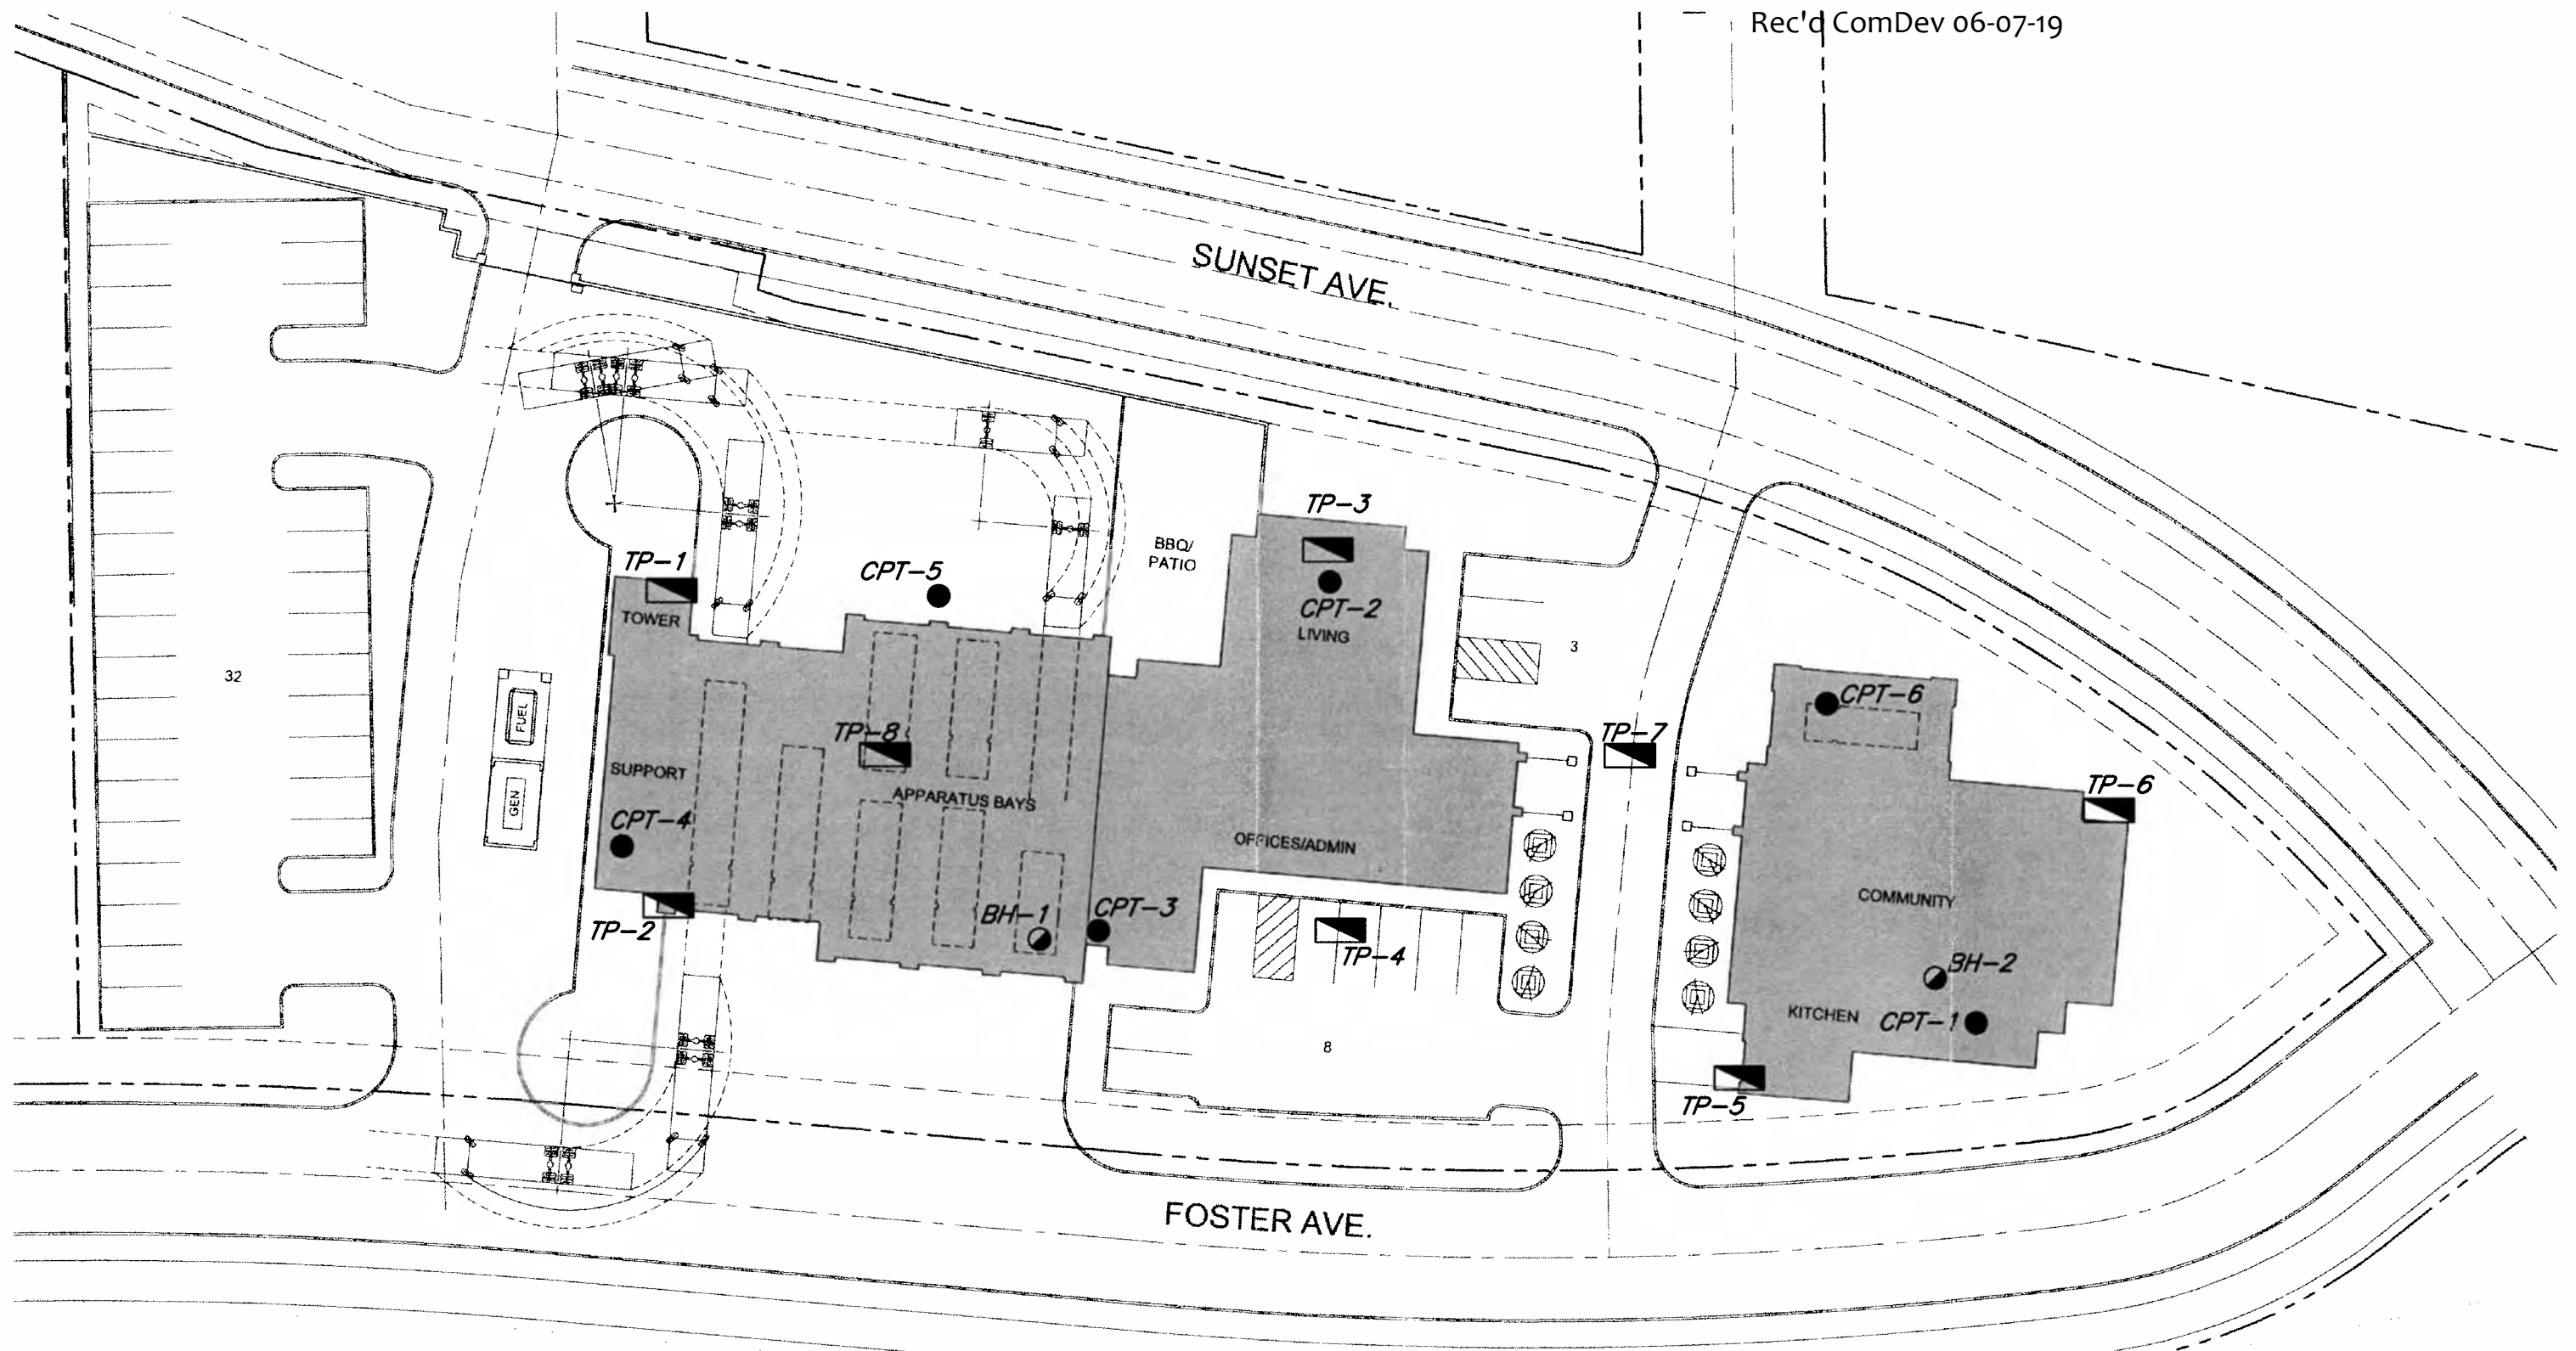 Rec'd ComDev 06-07-19
SUNSET AVE.
TP-3
TP-1
CPT-5
BBQ/
PATIO
CPT-2
TOWER
LIVING
32
3
FUEL
CPT-6
TP-8
TP-7
SUPPORT
TP-6
GEN
APPARATUS BAYS
CPT-4
OFFICES/ADMIN
COMMUNITY
BH-1
CPT-3
TP-2
TP-4
BH-2
KITCHEN
CPT-1
8
TP-5
FOSTER AVE.